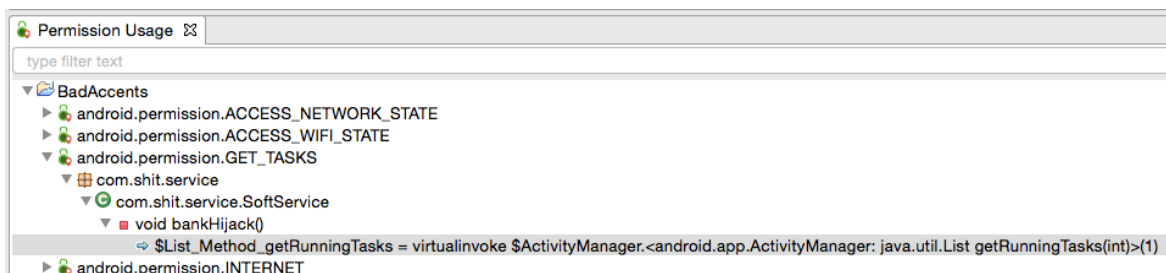 Permission Usage
type filter text
BadAccents
android.permission.ACCESS_NETWORK_STATE
android.permission.ACCESS_WIFI_STATE
android.permission.GET_TASKS
com.shit.service
com.shit.service.SoftService
void bankHijack()
$List_Method_getRunningTasks = virtualinvoke $ActivityManager.<android.app.ActivityManager: java.util.List getRunningTasks(int)>(1)
android.permission.INTERNET